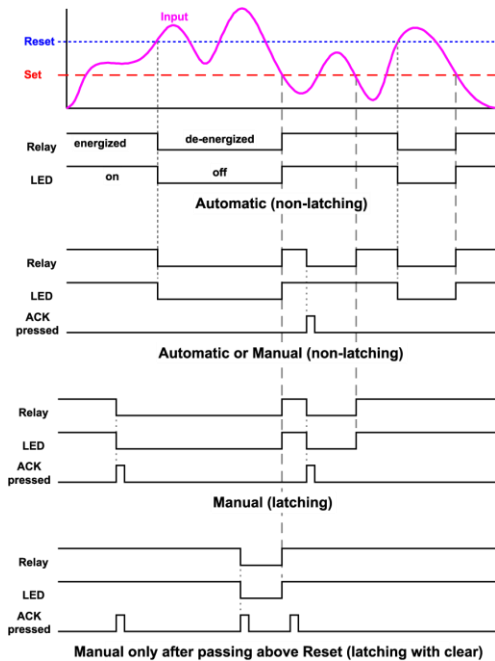 Input
Reset
Set
energized
de-energized
Relay
on
off
LED
Automatic (non-latching)
Relay
LED
ACK
pressed
Automatic or Manual (non-latching)
Relay
LED
ACK
pressed
Manual (latching)
Relay
LED
ACK
pressed
Manual only after passing above Reset (latching with clear)